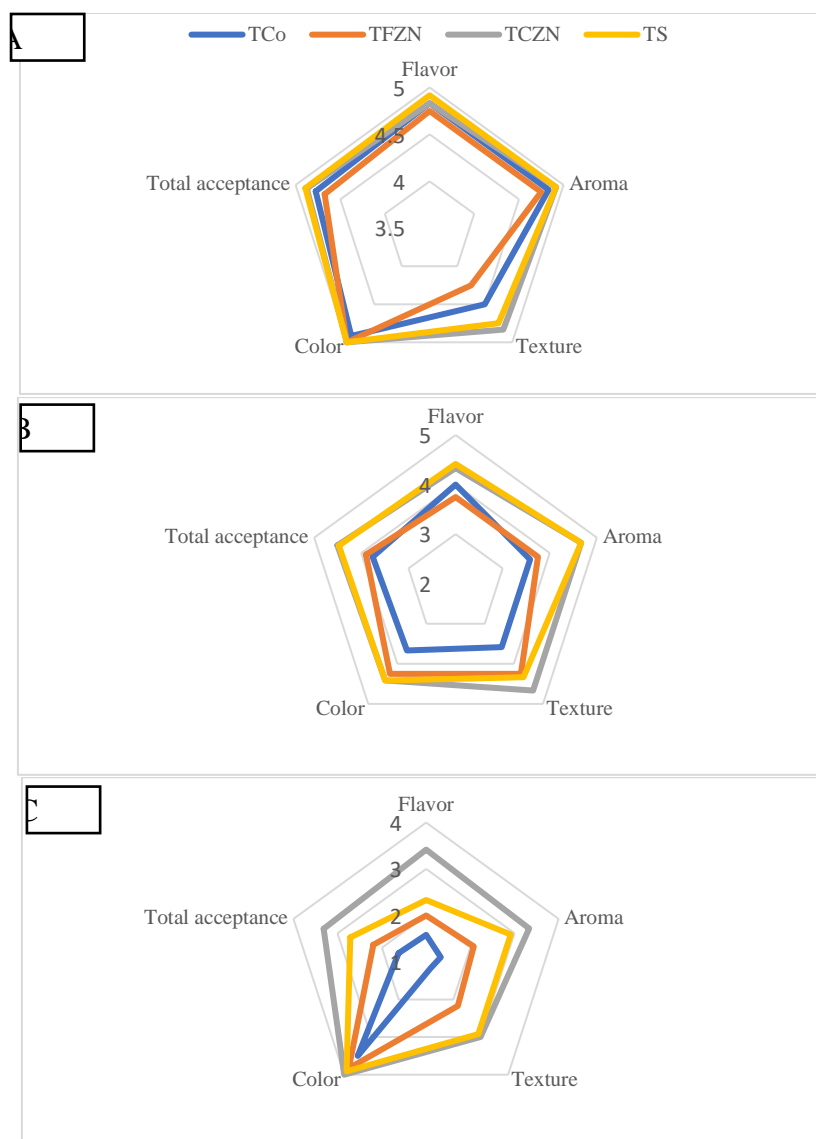 A
TCo TFZN TCZN TS
Flavor
5
4.5
Total acceptance Aroma
4
3.5
Color Texture
B
Flavor
5
4
Total acceptance Aroma
3
2
Color Texture
C
Flavor
4
3
Total acceptance Aroma
2
1
Color Texture